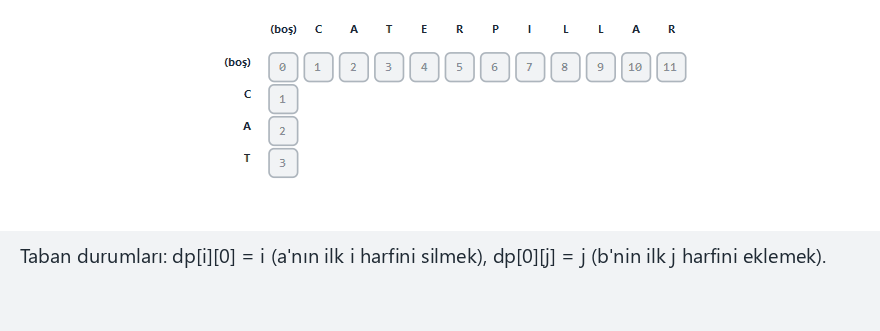 (boş) C A T E R P I L L A R
(boş) 0 1 2 3 4 5 6 7 8 9 10 11
C 1
A 2
T 3
Taban durumları: dp[i][0] = i (a'nın ilk i harfini silmek), dp[0][j] = j (b'nin ilk j harfini eklemek).